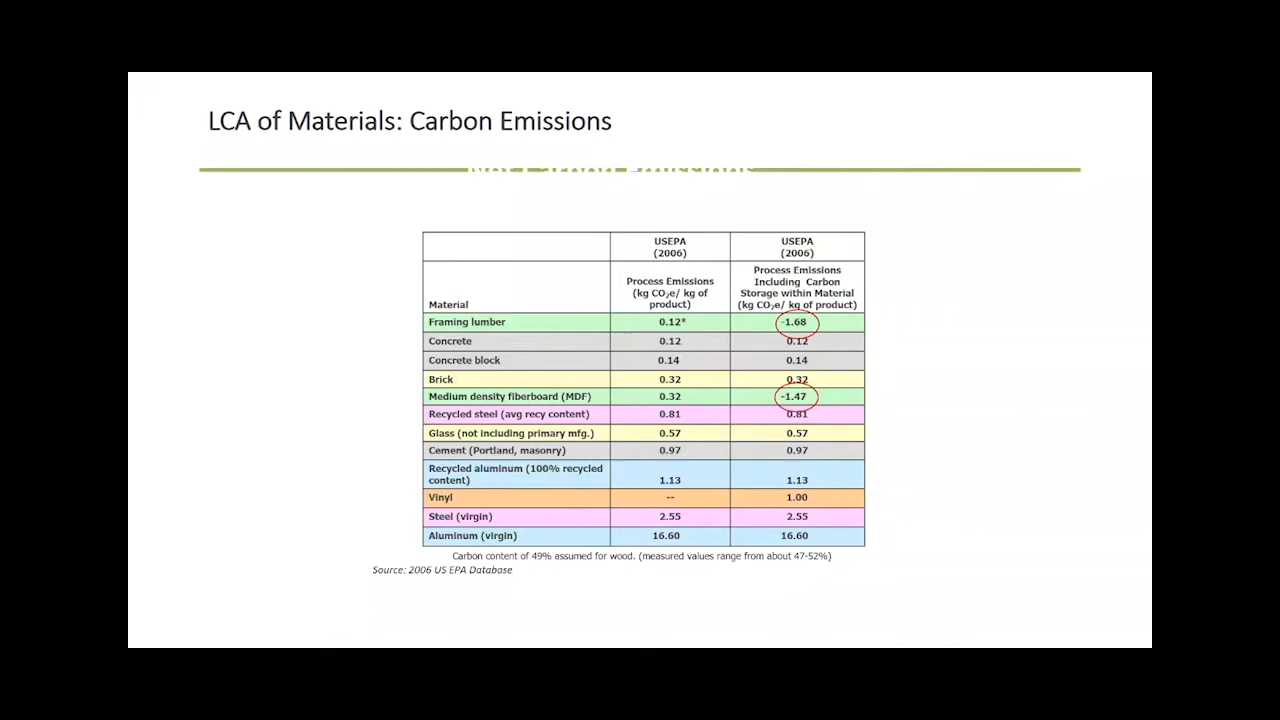 LCA of Materials: Carbon Emissions
Net Carbon Emissions
USEPA (2006) USEPA (2006)
Material Process Emissions (kg CO₂e/ kg of product) Process Emissions Including Carbon Storage within Material (kg CO₂e/ kg of product)
Framing lumber 0.12* -1.68
Concrete 0.12 0.12
Concrete block 0.14 0.14
Brick 0.32 0.32
Medium density fiberboard (MDF) 0.32 -1.47
Recycled steel (avg recy content) 0.81 0.81
Glass (not including primary mfg.) 0.57 0.57
Cement (Portland, masonry) 0.97 0.97
Recycled aluminum (100% recycled content) 1.13 1.13
Vinyl -- 1.00
Steel (virgin) 2.55 2.55
Aluminum (virgin) 16.60 16.60
Carbon content of 49% assumed for wood. (measured values range from about 47-52%)
Source: 2006 US EPA Database